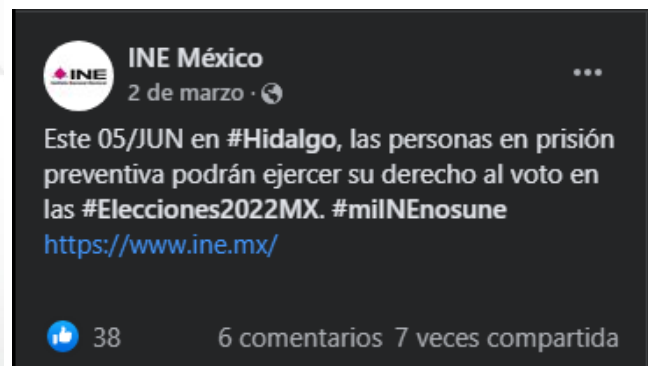 INE
INE México
2 de marzo ·
Este 05/JUN en #Hidalgo, las personas en prisión
preventiva podrán ejercer su derecho al voto en
las #Elecciones2022MX. #miINEnosune
https://www.ine.mx/
38
6 comentarios 7 veces compartida